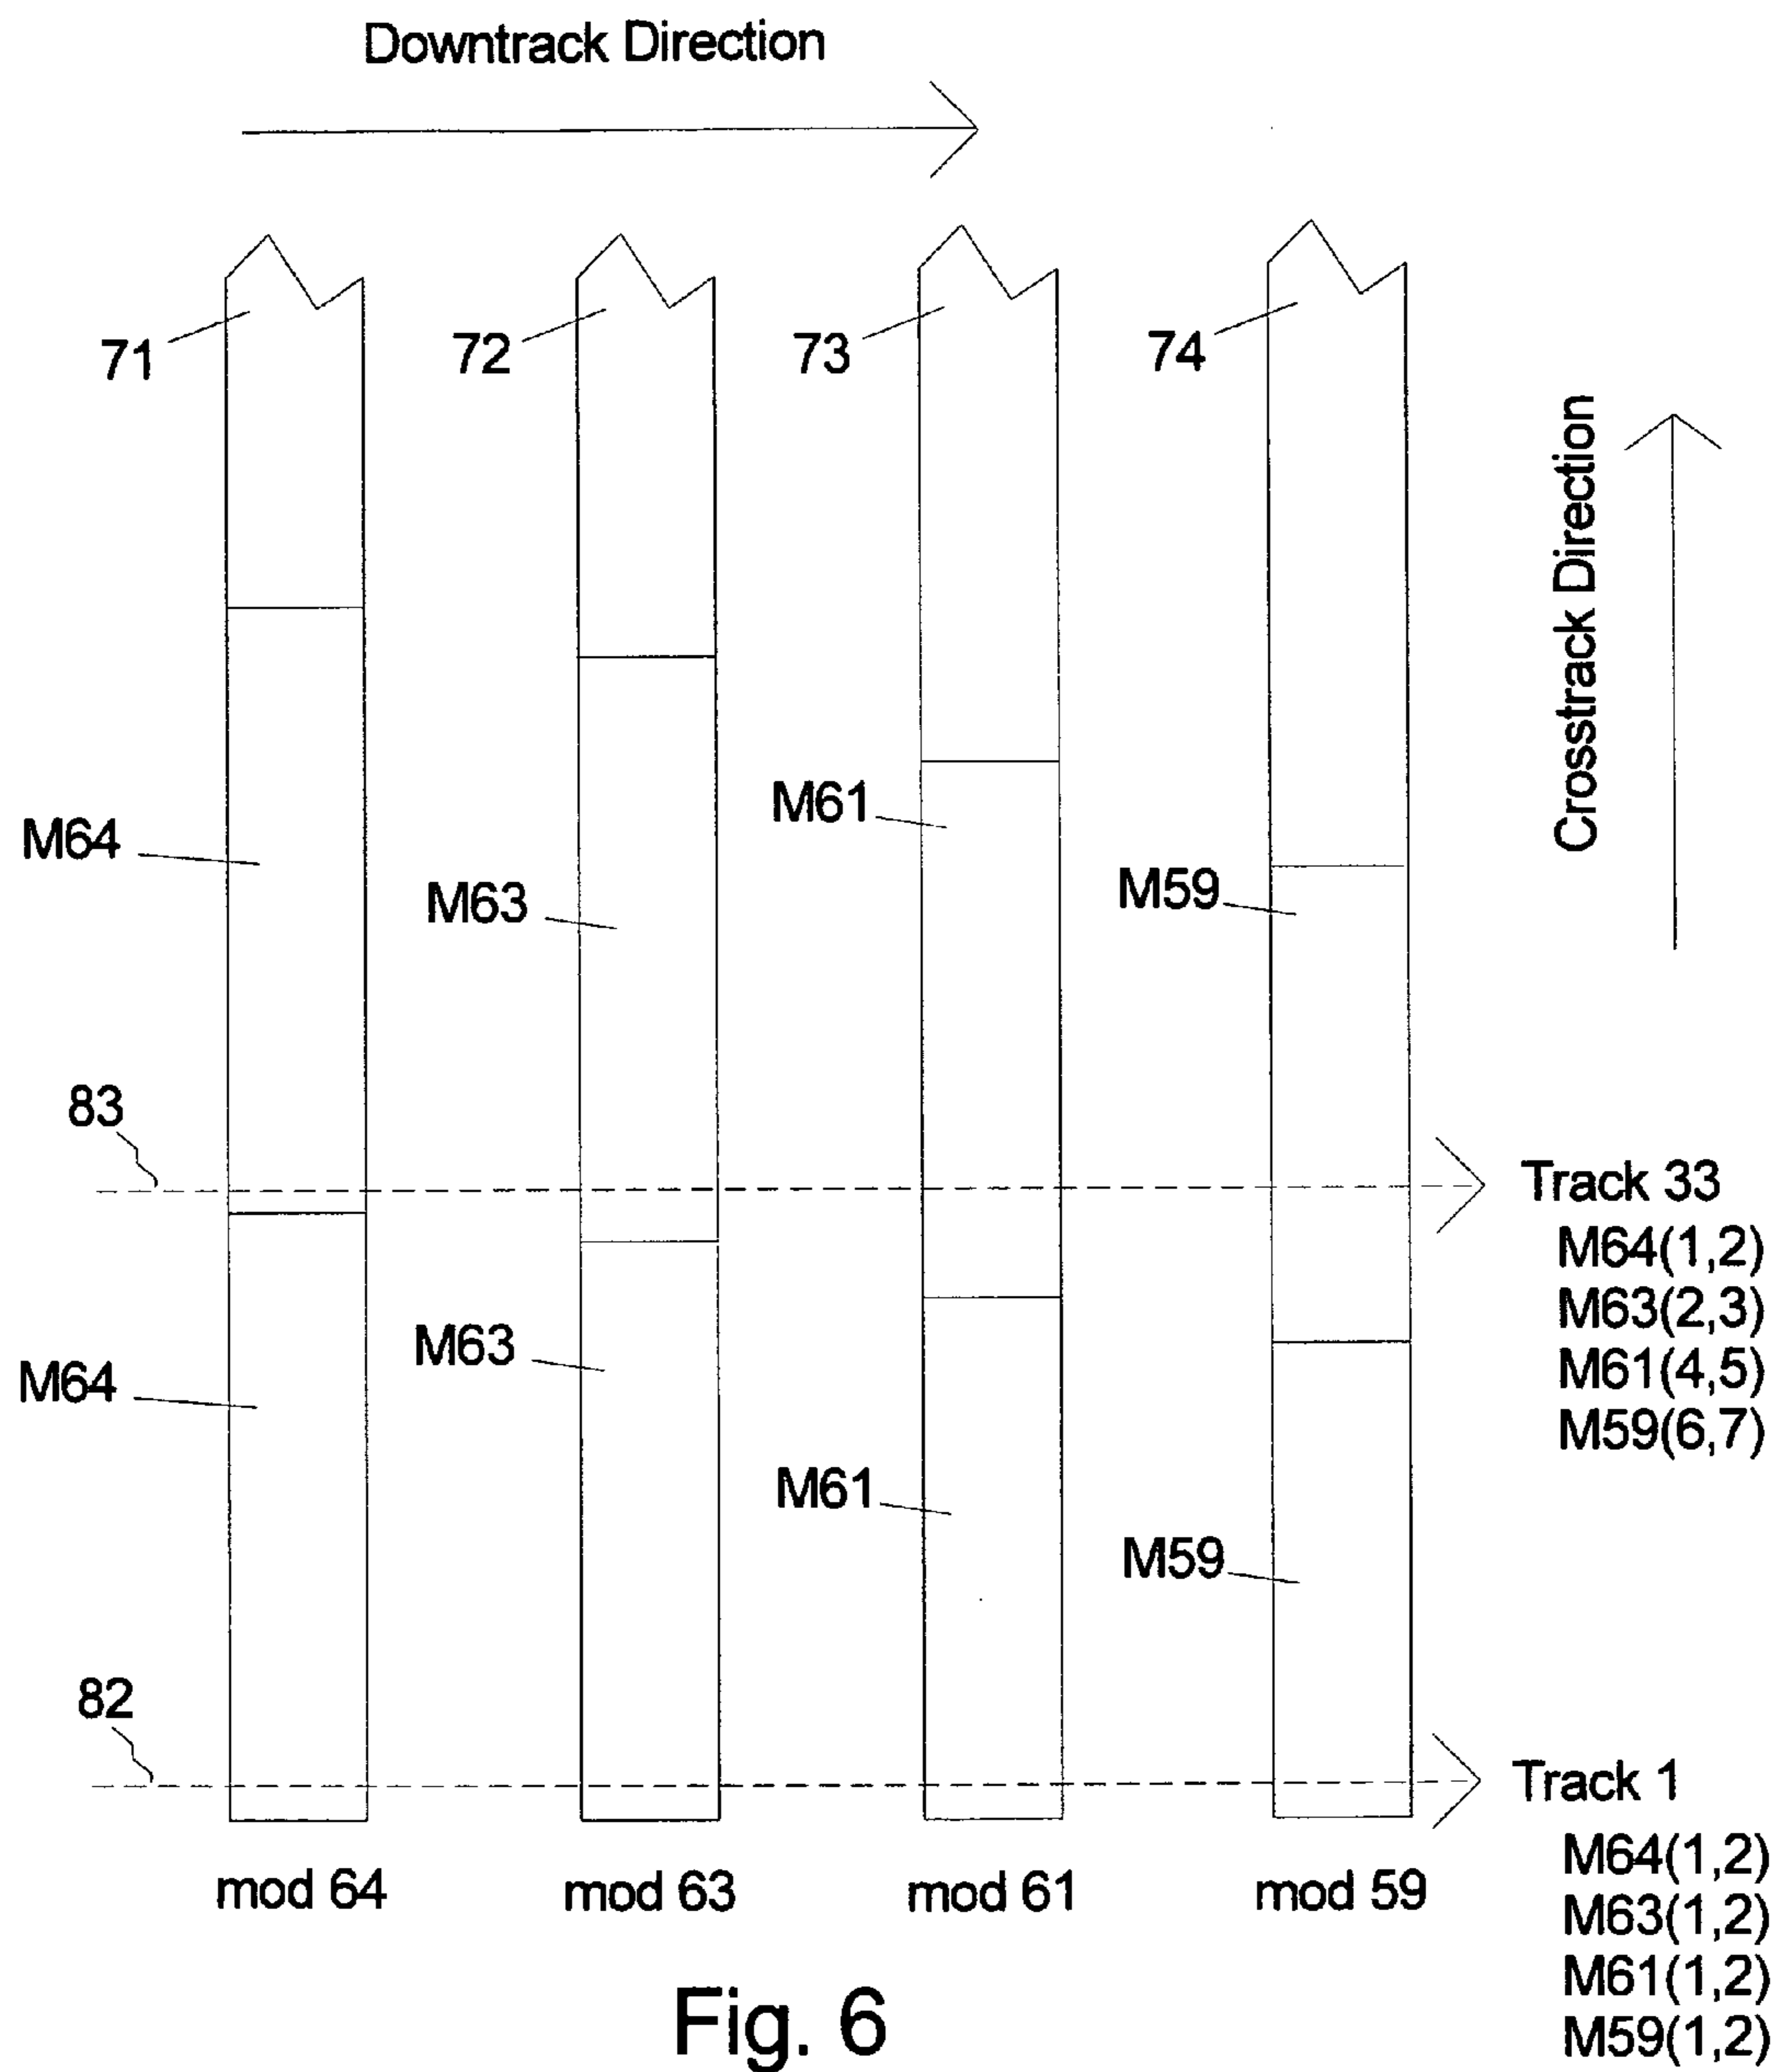 Downtrack Direction
71
72
73
74
Crosstrack Direction
M61
M64
M59
M63
83
Track 33
M64(1,2)
M63(2,3)
M61(4,5)
M59(6,7)
M63
M64
M61
M59
82
Track 1
M64(1,2)
M63(1,2)
M61(1,2)
M59(1,2)
mod 64
mod 63
mod 61
mod 59
Fig. 6